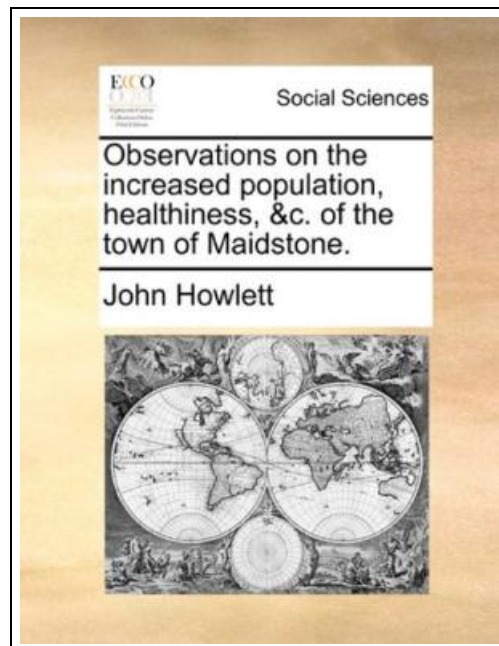 ECCO
Social Sciences
Observations on the
increased population,
healthiness, &c. of the
town of Maidstone.
John Howlett